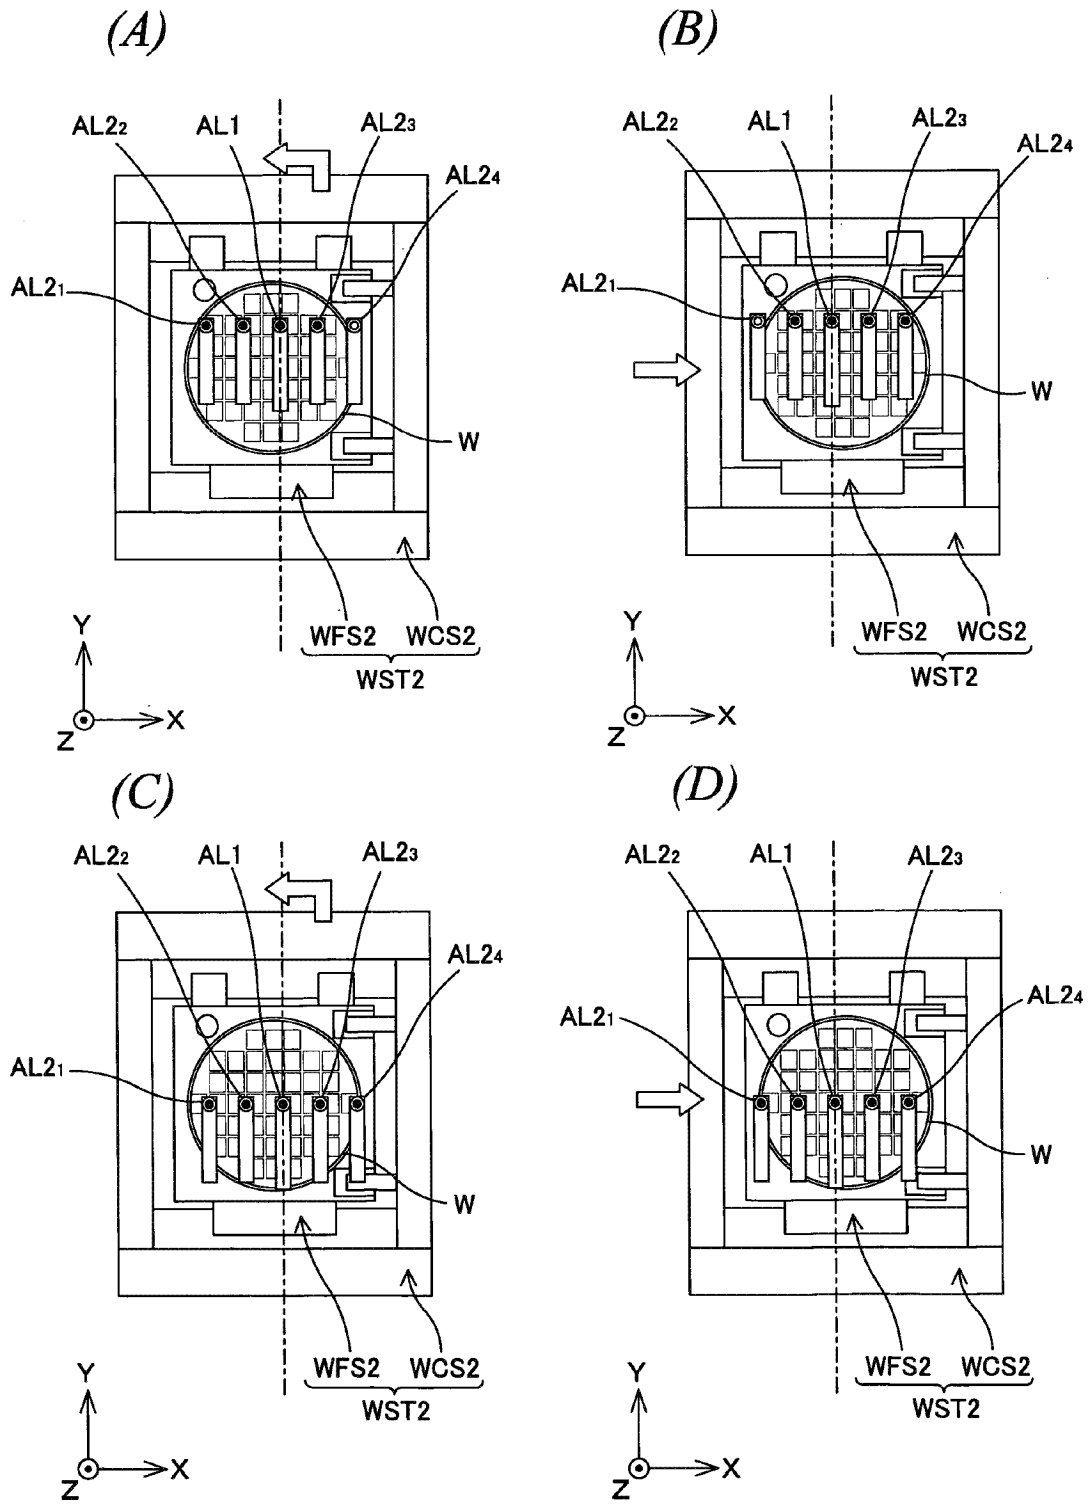 (A)
AL22 AL1 AL23
AL24
AL21
W
WFS2 WCS2
WST2
Y
X
Z
(B)
AL22 AL1 AL23
AL24
AL21
W
WFS2 WCS2
WST2
Y
X
Z
(C)
AL22 AL1 AL23
AL24
AL21
W
WFS2 WCS2
WST2
Y
X
Z
(D)
AL22 AL1 AL23
AL24
AL21
W
WFS2 WCS2
WST2
Y
X
Z